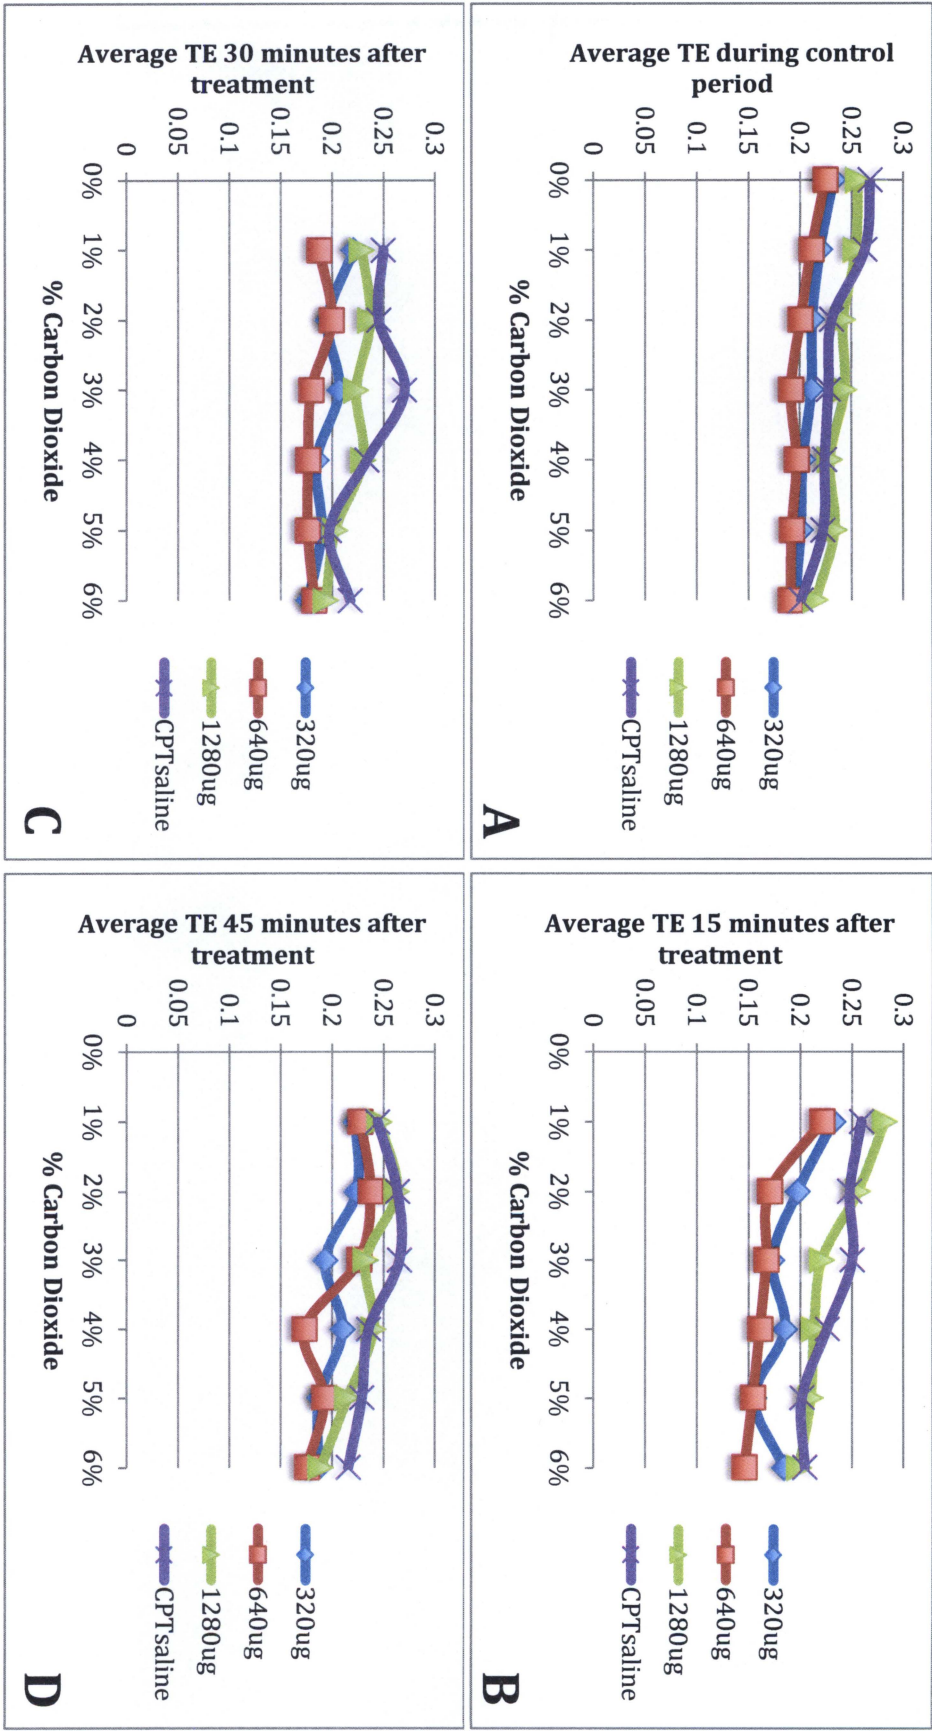 Average TE during control
period
0.3
0.25
0.2
0.15
0.1
0.05
0
0%
1%
2%
3%
4%
5%
6%
% Carbon Dioxide
320ug
640ug
1280ug
CPTsaline
A
Average TE 15 minutes after
treatment
0.3
0.25
0.2
0.15
0.1
0.05
0
0%
1%
2%
3%
4%
5%
6%
% Carbon Dioxide
320ug
640ug
1280ug
CPTsaline
B
Average TE 30 minutes after
treatment
0.3
0.25
0.2
0.15
0.1
0.05
0
0%
1%
2%
3%
4%
5%
6%
% Carbon Dioxide
320ug
640ug
1280ug
CPTsaline
C
Average TE 45 minutes after
treatment
0.3
0.25
0.2
0.15
0.1
0.05
0
0%
1%
2%
3%
4%
5%
6%
% Carbon Dioxide
320ug
640ug
1280ug
CPTsaline
D